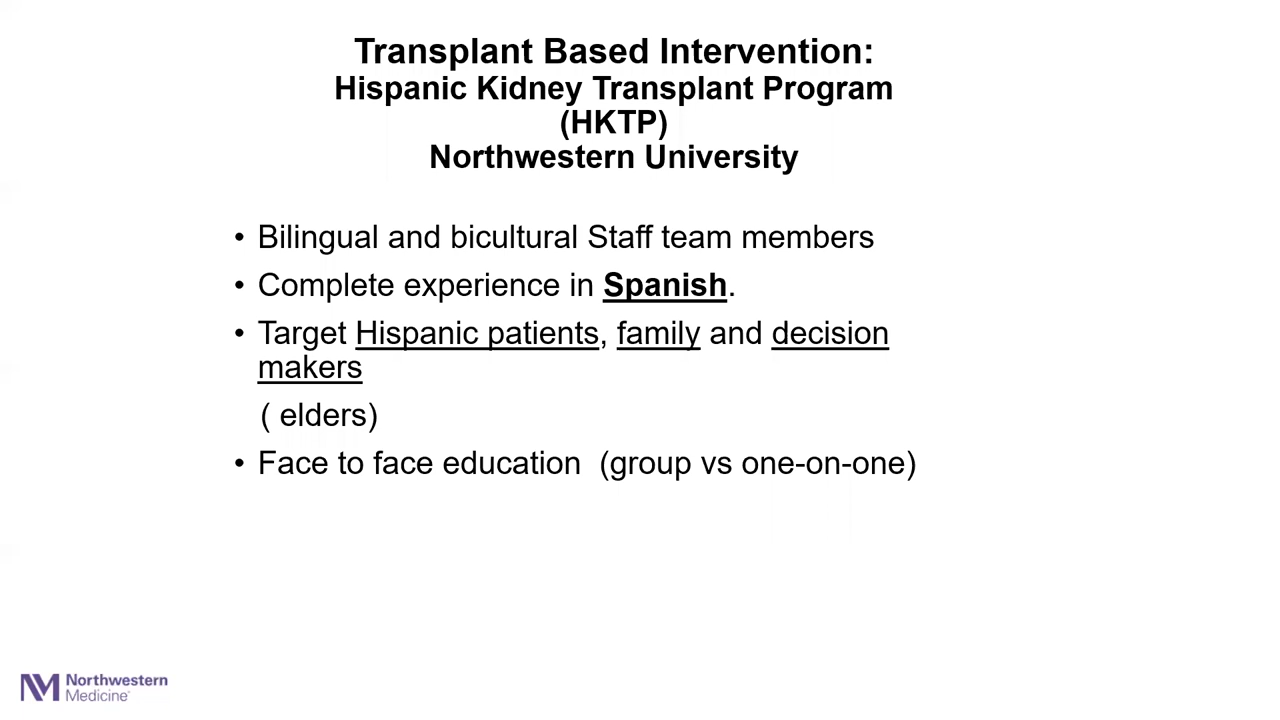 Transplant Based Intervention:
Hispanic Kidney Transplant Program
(HKTP)
Northwestern University
• Bilingual and bicultural Staff team members
• Complete experience in Spanish.
• Target Hispanic patients, family and decision
makers
( elders)
• Face to face education (group vs one-on-one)
Northwestern
Medicine